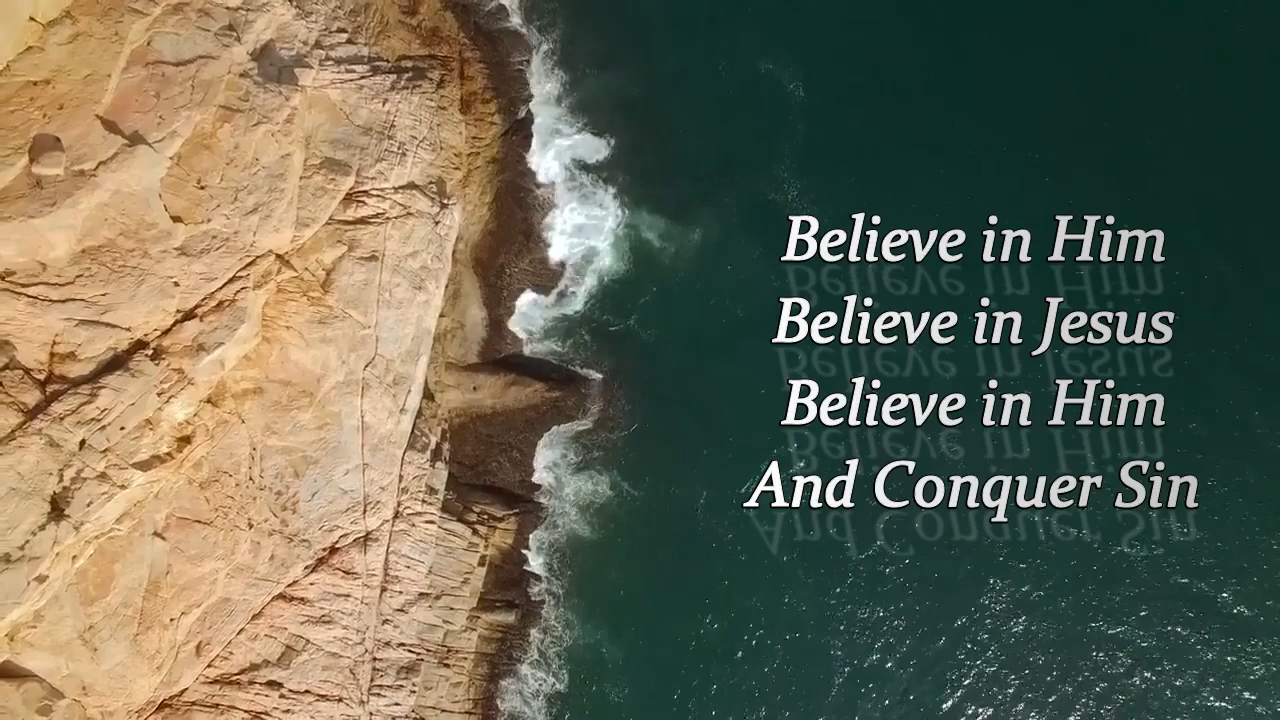 Believe in Him
Believe in Jesus
Believe in Him
And Conquer Sin